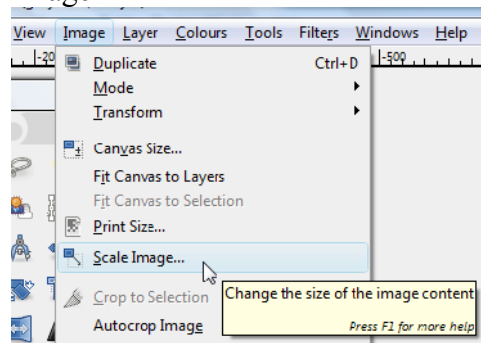 View Image Layer Colours Tools Filters Windows Help
-500
Duplicate Ctrl+D
Mode
Transform
Canvas Size...
Fit Canvas to Layers
Fit Canvas to Selection
Print Size...
Scale Image...
Crop to Selection
Change the size of the image content
Press F1 for more help
Autocrop Image